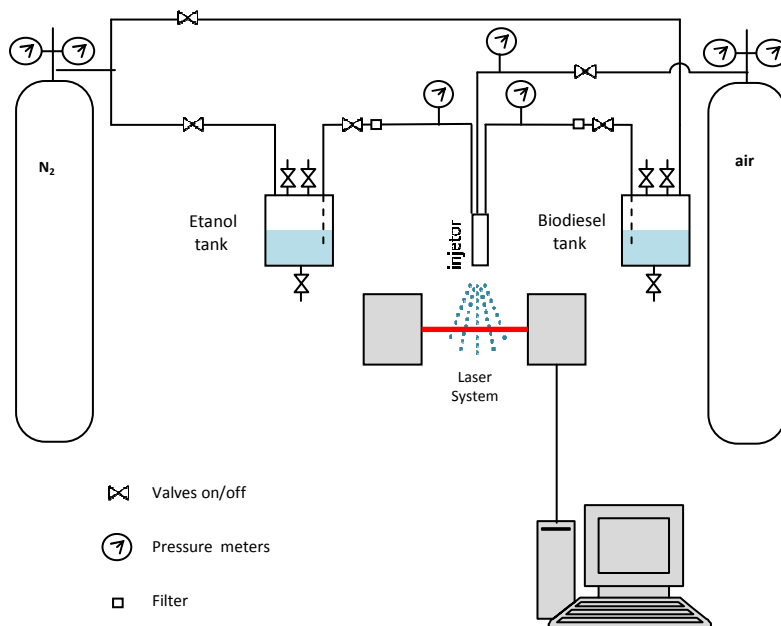 N₂
air
Etanol
tank
injetor
Biodiesel
tank
Laser
System
Valves on/off
Pressure meters
Filter